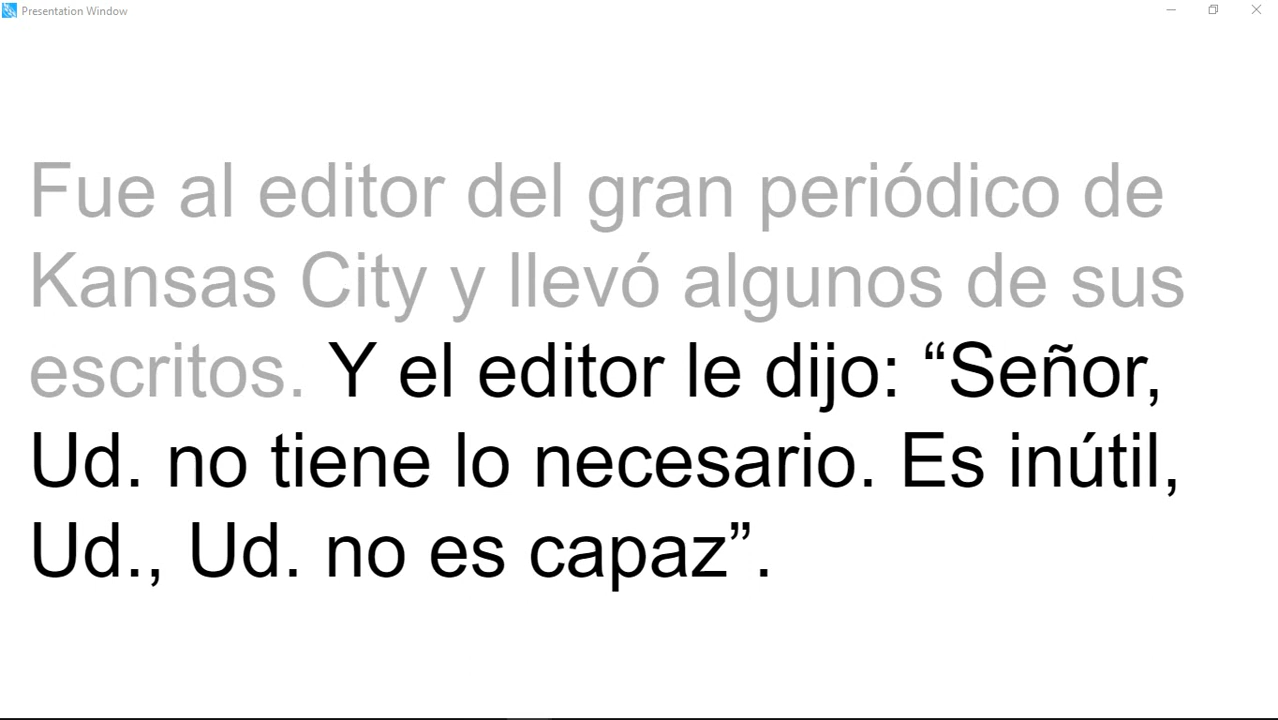 Presentation Window
Fue al editor del gran periódico de
Kansas City y llevó algunos de sus
escritos. Y el editor le dijo: “Señor,
Ud. no tiene lo necesario. Es inútil,
Ud., Ud. no es capaz”.